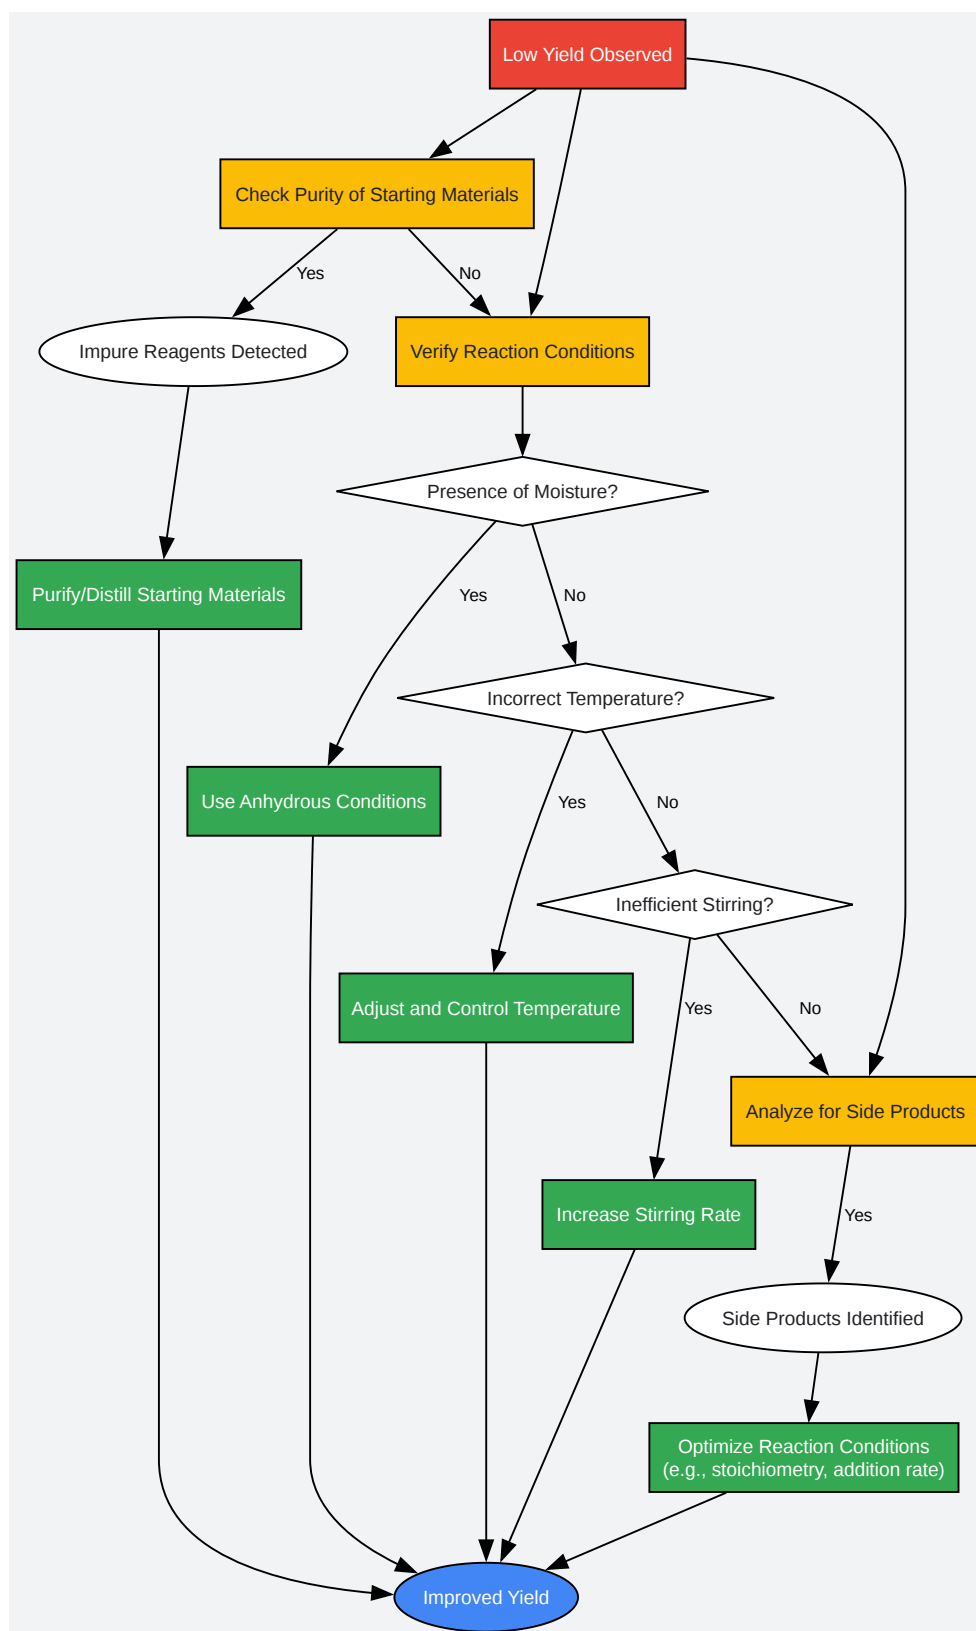 Low Yield Observed
Check Purity of Starting Materials
Yes
No
Impure Reagents Detected
Verify Reaction Conditions
Presence of Moisture?
Purify/Distill Starting Materials
Yes
No
Incorrect Temperature?
Use Anhydrous Conditions
Yes
No
Inefficient Stirring?
Adjust and Control Temperature
Yes
No
Analyze for Side Products
Increase Stirring Rate
Yes
Side Products Identified
Optimize Reaction Conditions
(e.g., stoichiometry, addition rate)
Improved Yield